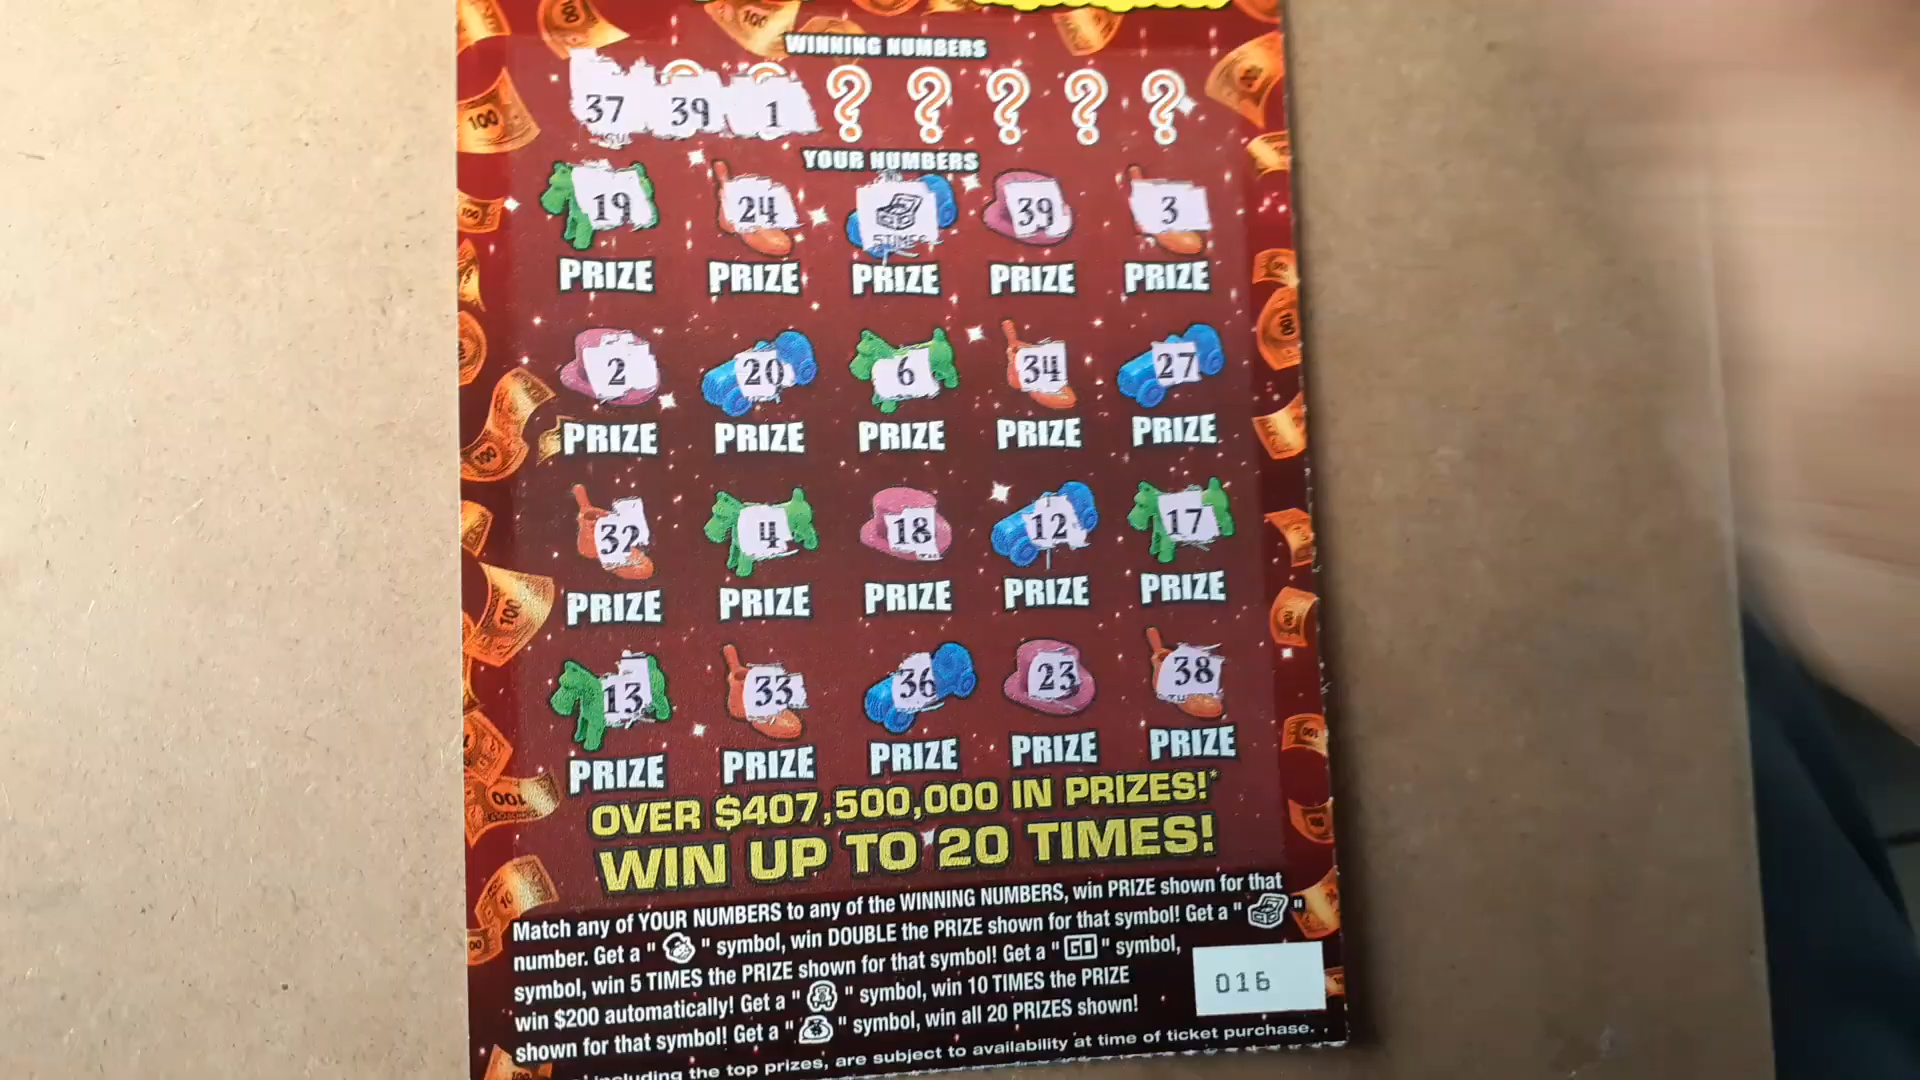 WINNING NUMBERS
37 39 1
YOUR NUMBERS
19 24 5 TIMES 39 3
PRIZE PRIZE PRIZE PRIZE PRIZE
2 20 6 34 27
PRIZE PRIZE PRIZE PRIZE PRIZE
32 4 18 12 17
PRIZE PRIZE PRIZE PRIZE PRIZE
13 33 36 23 38
PRIZE PRIZE PRIZE PRIZE PRIZE
OVER $407,500,000 IN PRIZES!*
WIN UP TO 20 TIMES!
Match any of YOUR NUMBERS to any of the WINNING NUMBERS, win PRIZE shown for that
number. Get a " " symbol, win DOUBLE the PRIZE shown for that symbol! Get a " "
symbol, win 5 TIMES the PRIZE shown for that symbol! Get a "GO" symbol,
win $200 automatically! Get a " " symbol, win 10 TIMES the PRIZE
shown for that symbol! Get a " " symbol, win all 20 PRIZES shown!
016
including the top prizes, are subject to availability at time of ticket purchase.